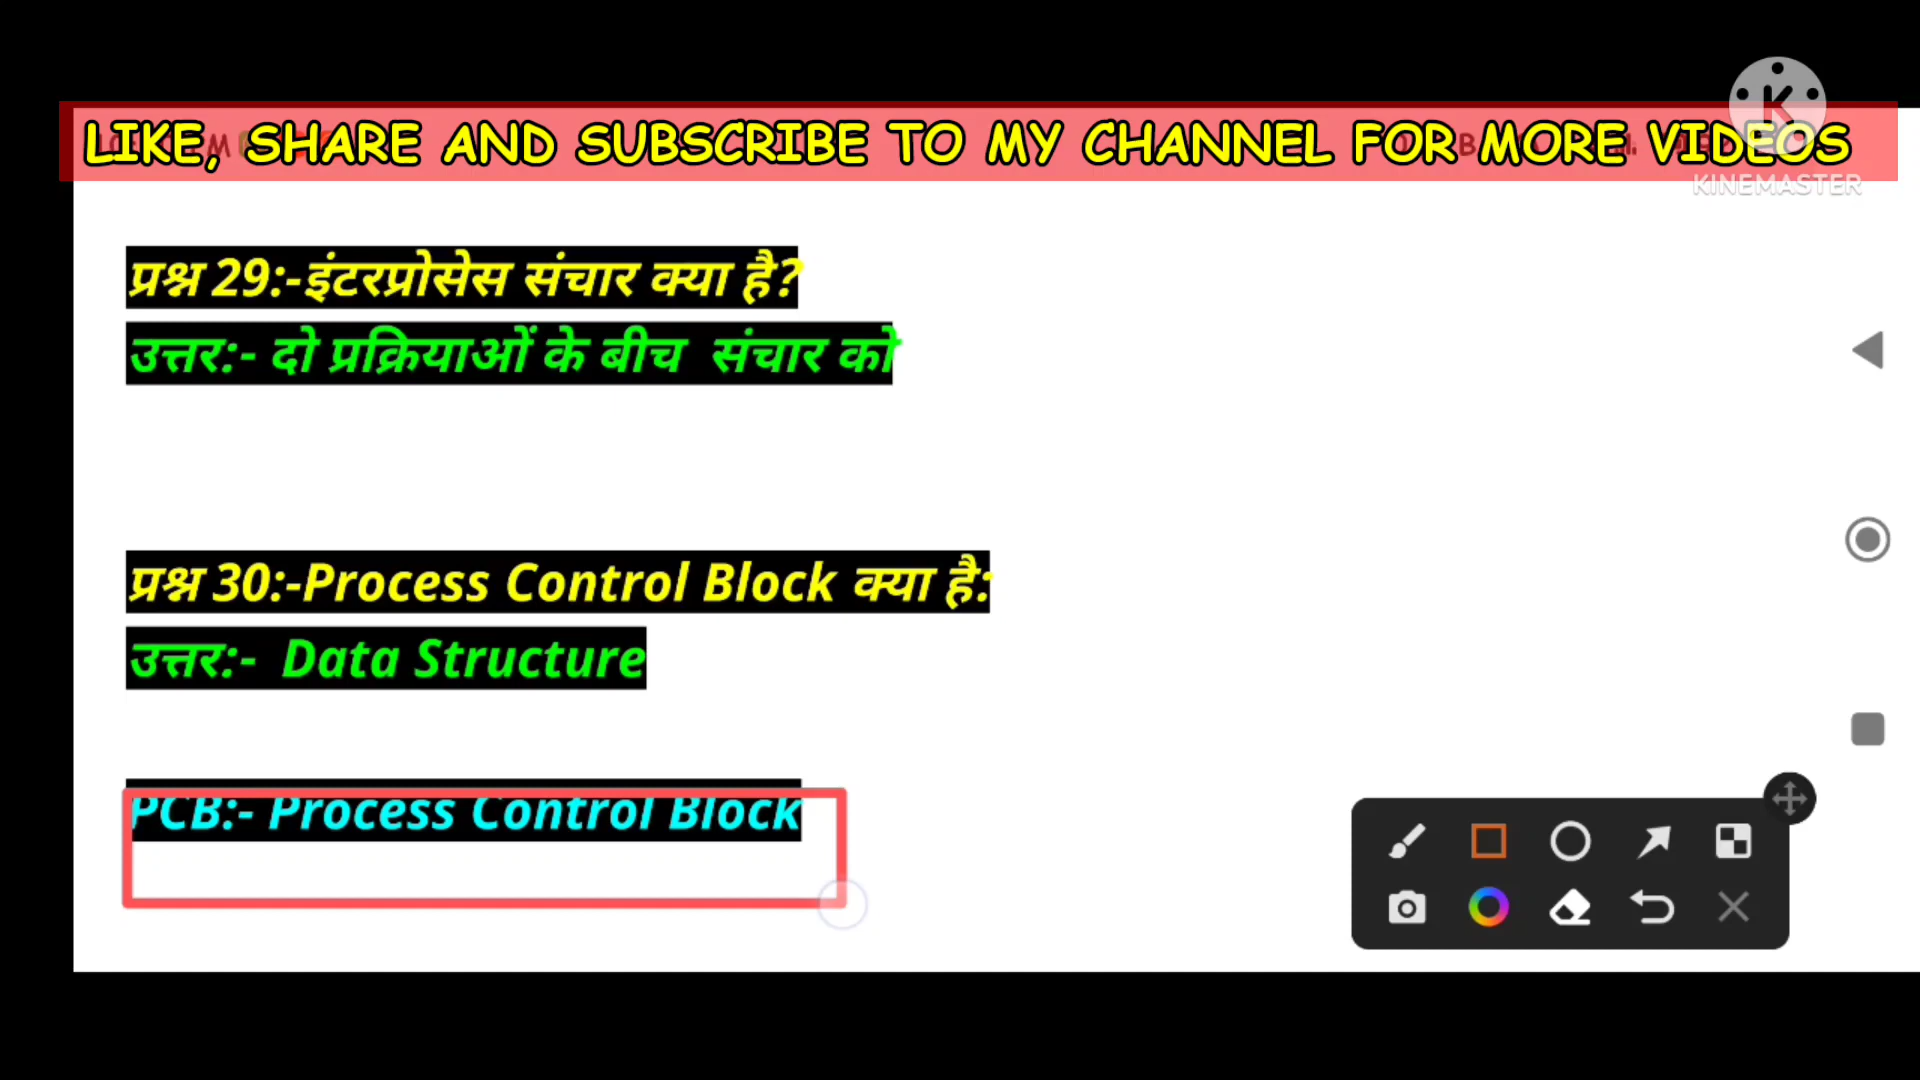 LIKE, SHARE AND SUBSCRIBE TO MY CHANNEL FOR MORE VIDEOS
KINEMASTER
प्रश्न 29:-इंटरप्रोसेस संचार क्या है?
उत्तर:- दो प्रक्रियाओं के बीच संचार को
प्रश्न 30:-Process Control Block क्या है:
उत्तर:- Data Structure
PCB:- Process Control Block